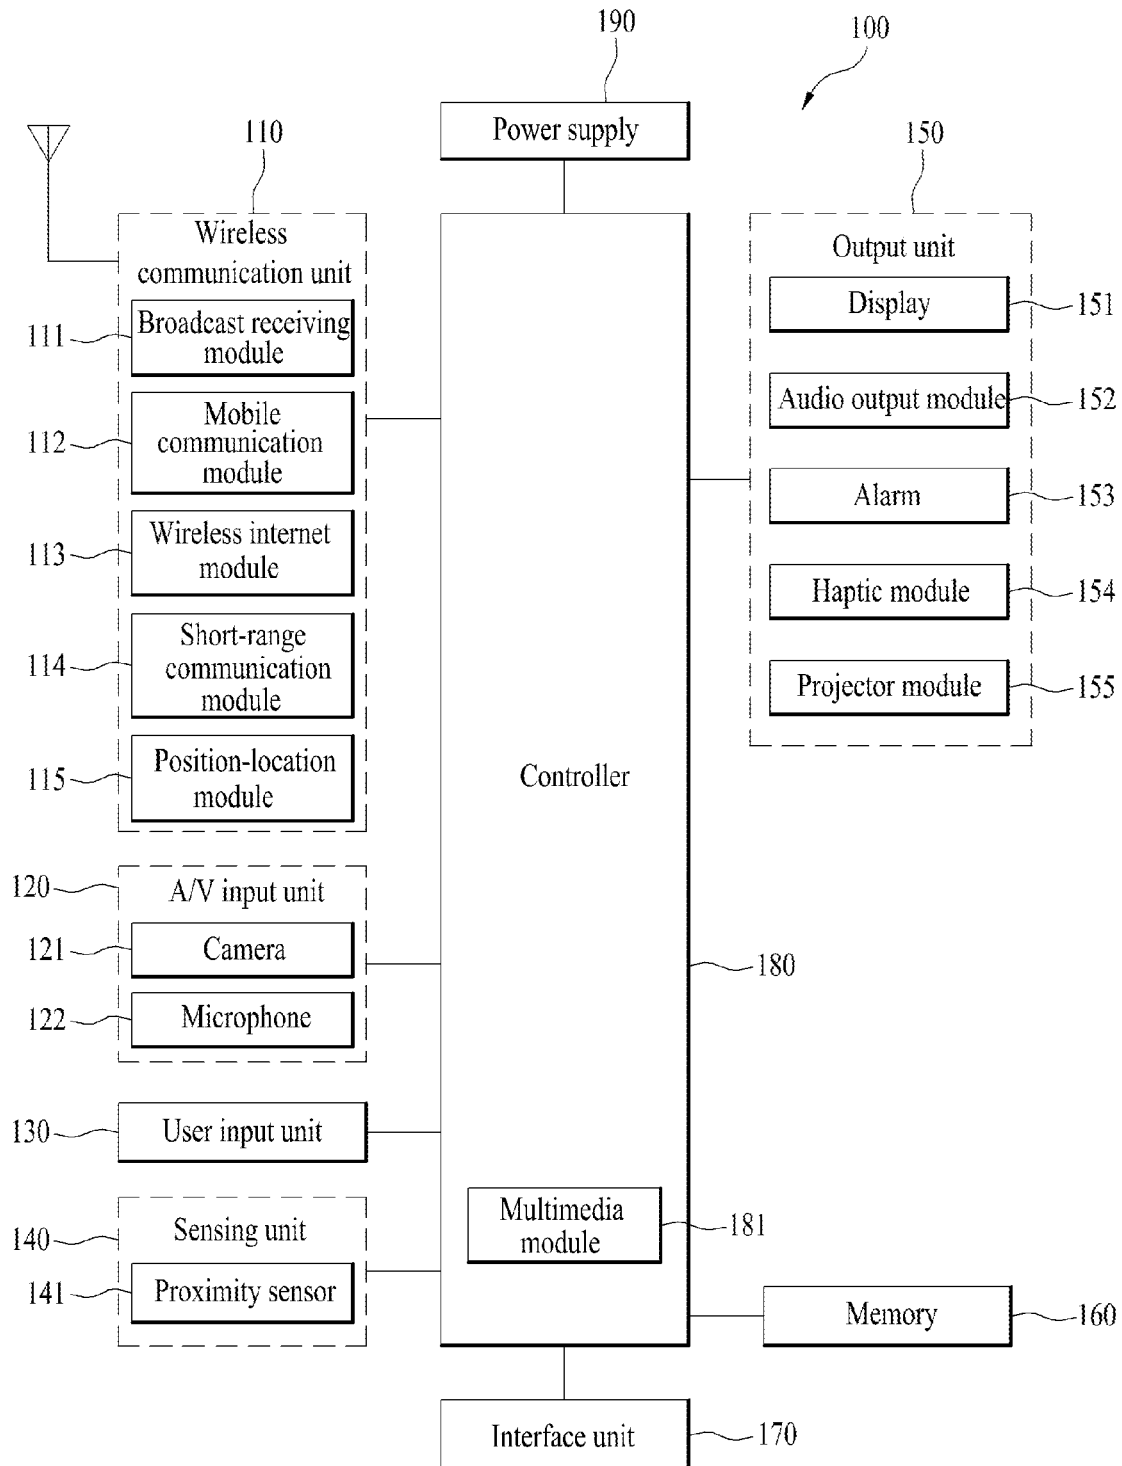 190
100
Power supply
110
150
Wireless
communication unit
111
Broadcast receiving
module
112
Mobile
communication
module
113
Wireless internet
module
114
Short-range
communication
module
115
Position-location
module
120
A/V input unit
121
Camera
122
Microphone
130
User input unit
140
Sensing unit
141
Proximity sensor
Controller
180
Multimedia
module
181
Output unit
Display
151
Audio output module
152
Alarm
153
Haptic module
154
Projector module
155
Memory
160
Interface unit
170